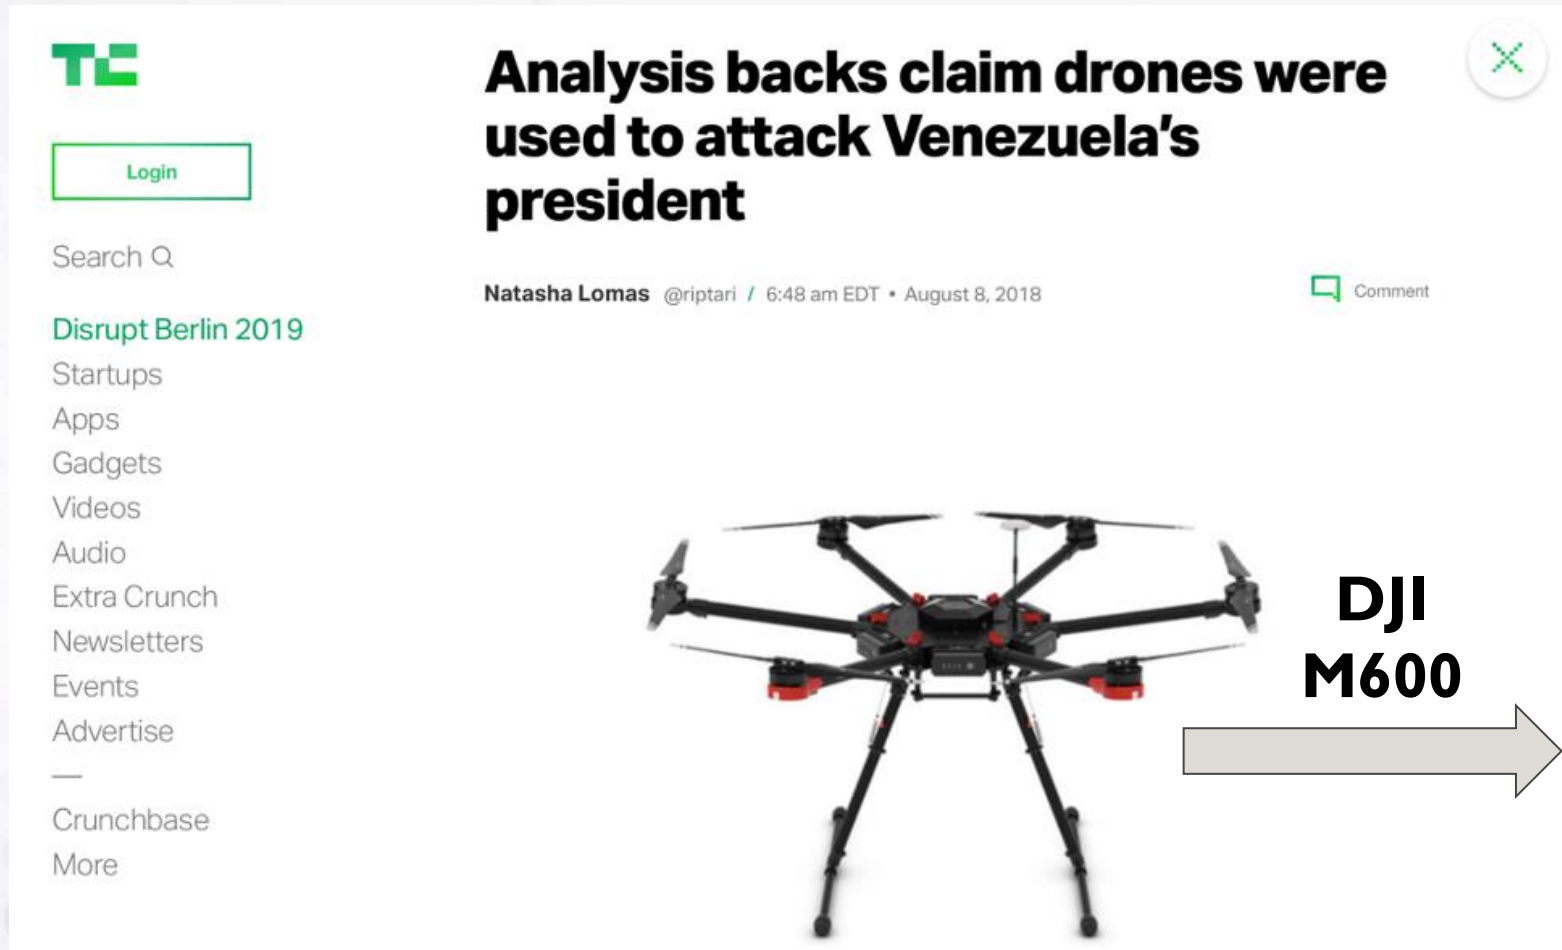 TC
Login
Search
Disrupt Berlin 2019
Startups
Apps
Gadgets
Videos
Audio
Extra Crunch
Newsletters
Events
Advertise
—
Crunchbase
More
Analysis backs claim drones were
used to attack Venezuela's
president
Natasha Lomas @riptari / 6:48 am EDT • August 8, 2018
Comment
DJI
M600